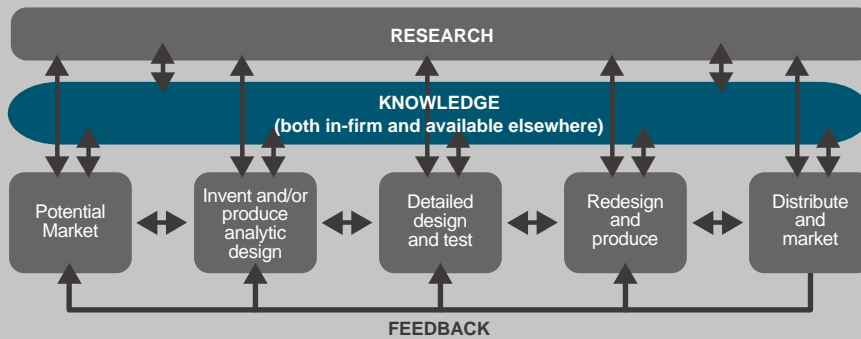 RESEARCH
KNOWLEDGE
(both in-firm and available elsewhere)
Potential
Market
Invent and/or
produce
analytic
design
Detailed
design
and test
Redesign
and
produce
Distribute
and
market
FEEDBACK